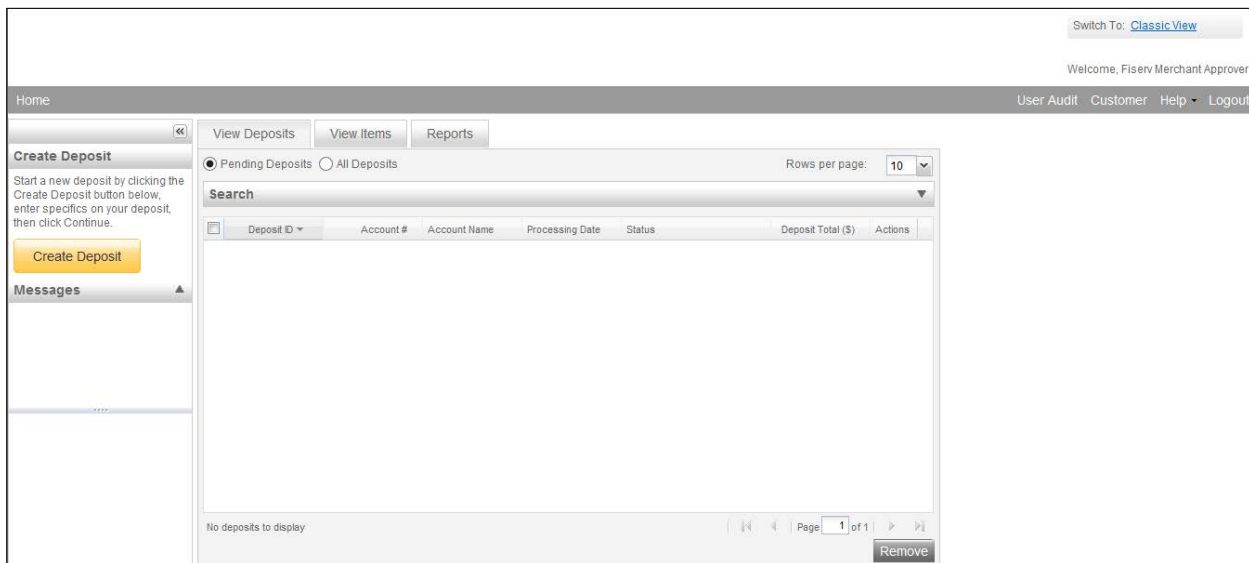 Switch To: Classic View
Welcome, Fiserv Merchant Approver
Home User Audit Customer Help Logout
View Deposits View Items Reports
Create Deposit
Start a new deposit by clicking the
Create Deposit button below,
enter specifics on your deposit,
then click Continue.
Create Deposit
Messages
Pending Deposits All Deposits Rows per page: 10
Search
Deposit ID Account # Account Name Processing Date Status Deposit Total ($) Actions
No deposits to display Page 1 of 1
Remove